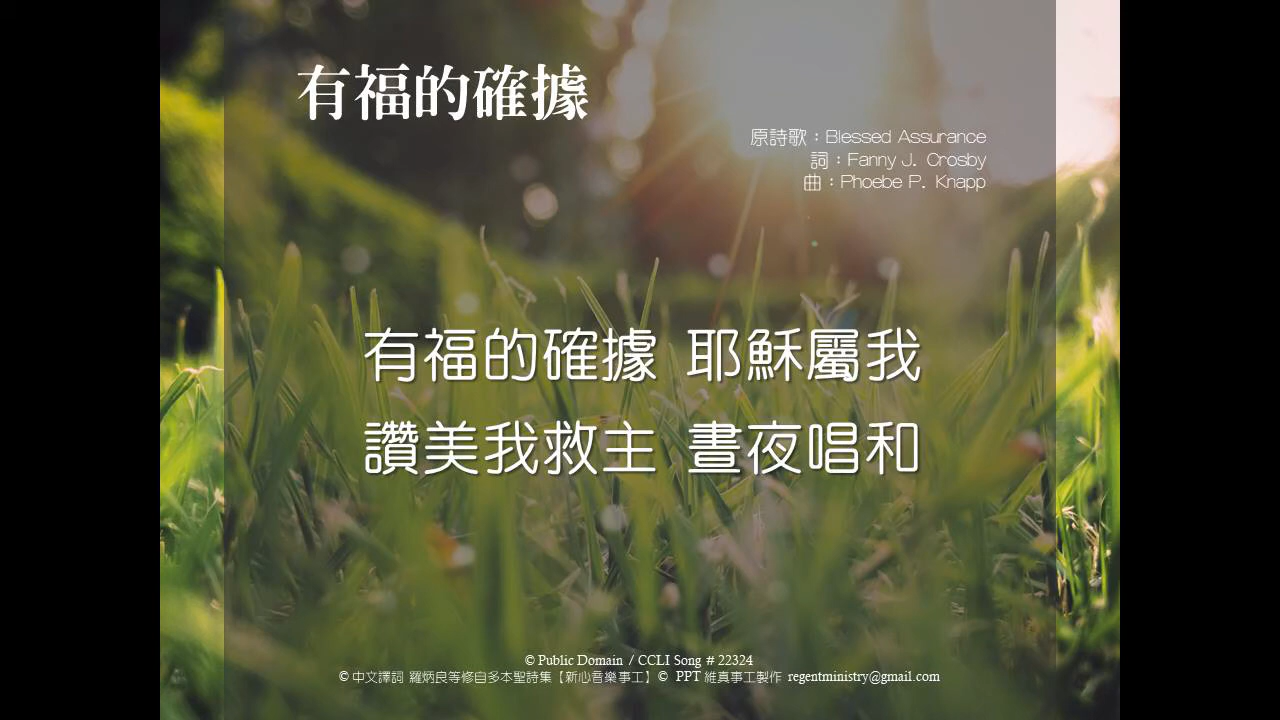 有福的確據
原詩歌：Blessed Assurance
詞：Fanny J. Crosby
曲：Phoebe P. Knapp
有福的確據 耶穌屬我
讚美我救主 晝夜唱和
© Public Domain / CCLI Song # 22324
© 中文譯詞 羅炳良等修自多本聖詩集【新心音樂事工】© PPT 維真事工製作 regentministry@gmail.com